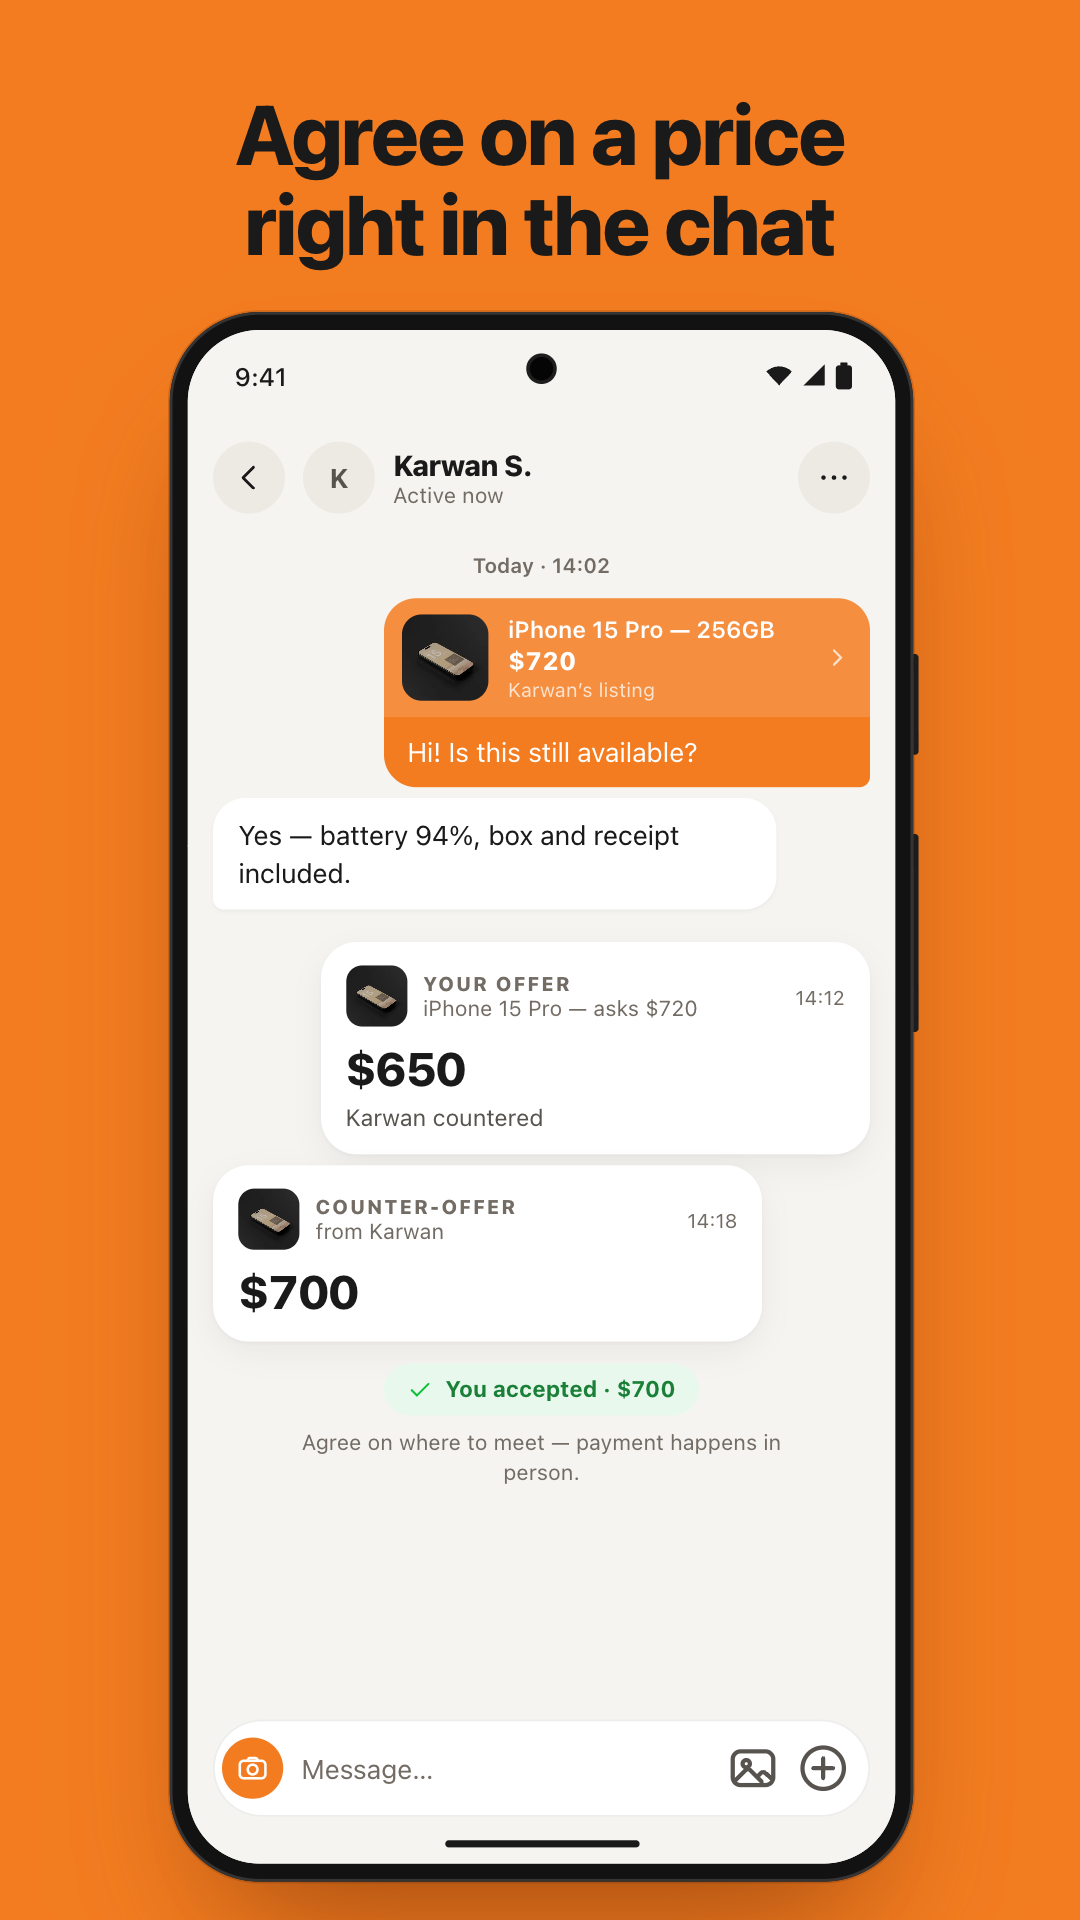 Agree on a price
right in the chat
9:41
K
Karwan S.
Active now
Today · 14:02
iPhone 15 Pro — 256GB
$720
Karwan’s listing
Hi! Is this still available?
Yes — battery 94%, box and receipt
included.
YOUR OFFER
iPhone 15 Pro — asks $720
14:12
$650
Karwan countered
COUNTER-OFFER
from Karwan
14:18
$700
You accepted · $700
Agree on where to meet — payment happens in
person.
Message...